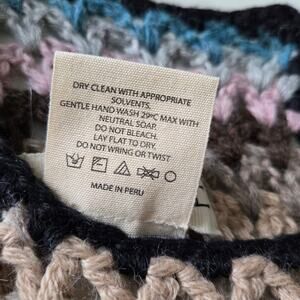 DRY CLEAN WITH APPROPRIATE
SOLVENTS.
GENTLE HAND WASH 29ºC MAX WITH
NEUTRAL SOAP.
DO NOT BLEACH.
LAY FLAT TO DRY.
DO NOT WRING OR TWIST
MADE IN PERU